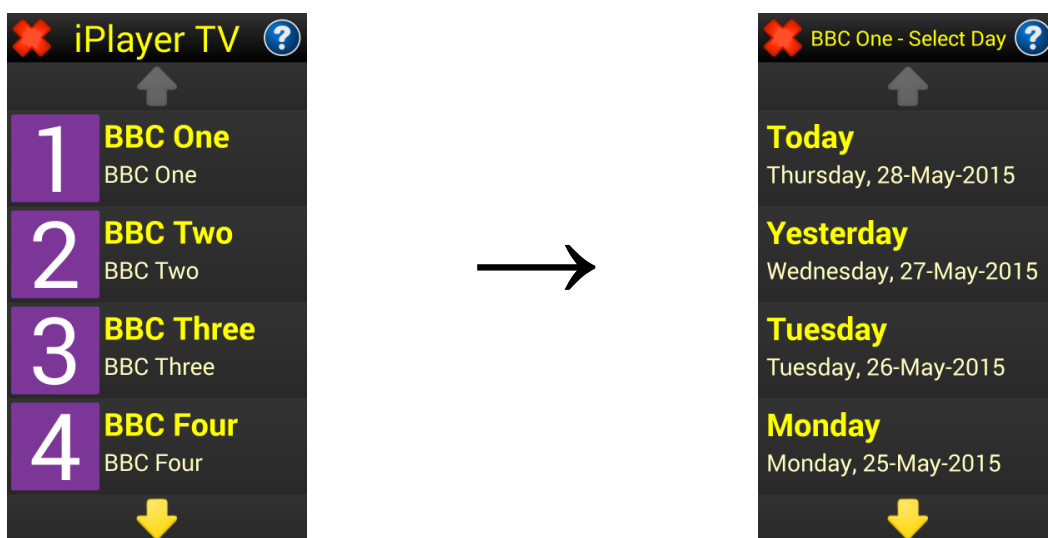 iPlayer TV
?
1
BBC One
BBC One
2
BBC Two
BBC Two
3
BBC Three
BBC Three
4
BBC Four
BBC Four
BBC One - Select Day
?
Today
Thursday, 28-May-2015
Yesterday
Wednesday, 27-May-2015
Tuesday
Tuesday, 26-May-2015
Monday
Monday, 25-May-2015